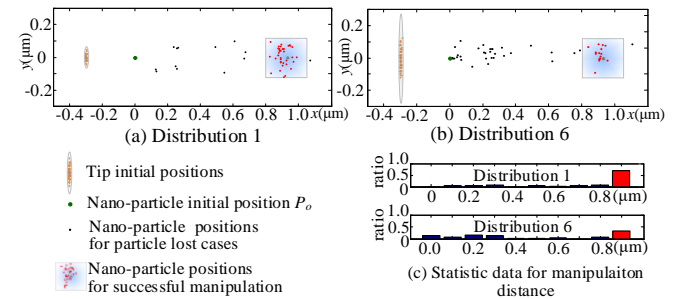 0.2
0
-0.2
y(μm)
-0.4 -0.2 0 0.2 0.4 0.6 0.8 1.0 x(μm)
(a) Distribution 1
0.2
0
-0.2
y(μm)
-0.4 -0.2 0 0.2 0.4 0.6 0.8 1.0 x(μm)
(b) Distribution 6
Tip initial positions
Nano-particle initial position Po
Nano-particle positions
for particle lost cases
Nano-particle positions
for successful manipulation
ratio
1.0
0.5
0
Distribution 1
0 0.2 0.4 0.6 0.8(μm)
ratio
1.0
0.5
0
Distribution 6
0.0 0.2 0.4 0.6 0.8(μm)
(c) Statistic data for manipulaiton
distance